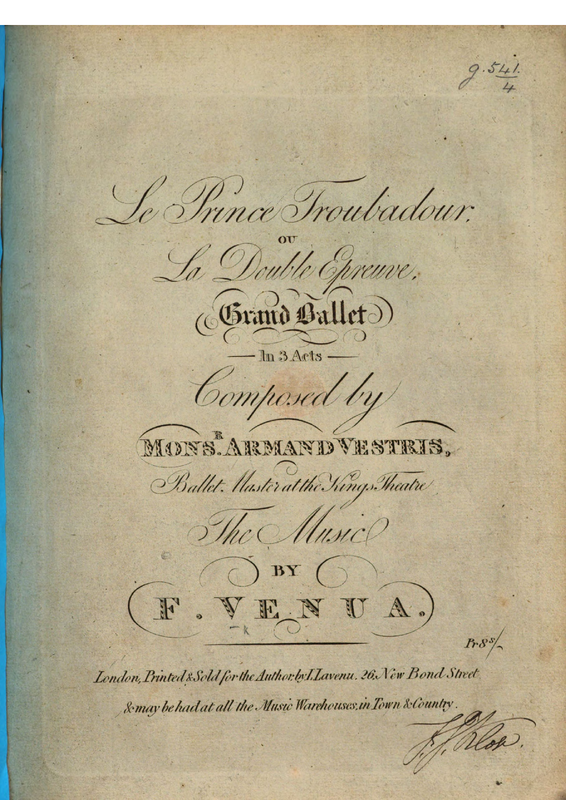 g.541.
4
Le Prince Troubadour.
OU
La Double Epreuve.
Grand Ballet
In 3 Acts
Composed by
MONSR. ARMAND VESTRIS,
Ballet Master at the Kings Theatre
The Music
BY
F. VENUA.
Pr 8s/-
London, Printed & Sold for the Author, by L. Lavenu. 26, New Bond Street
& may be had at all the Music Warehouses, in Town & Country.